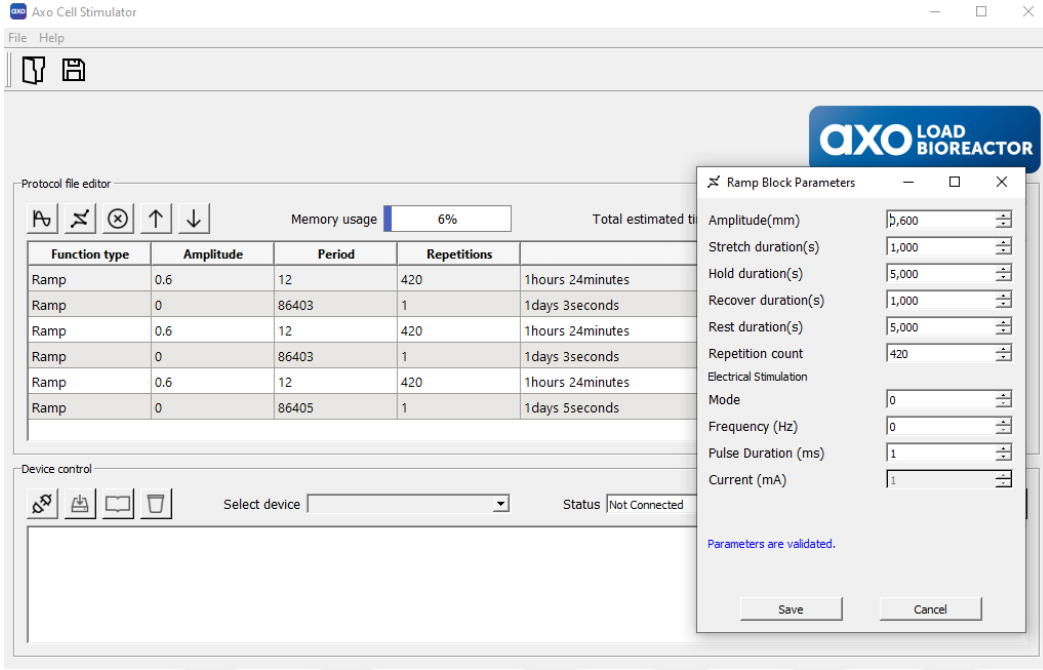 axo Axo Cell Stimulator
File Help
axo LOAD BIOREACTOR
Protocol file editor
Memory usage 6% Total estimated ti
Function type Amplitude Period Repetitions
Ramp 0.6 12 420 1hours 24minutes
Ramp 0 86403 1 1days 3seconds
Ramp 0.6 12 420 1hours 24minutes
Ramp 0 86403 1 1days 3seconds
Ramp 0.6 12 420 1hours 24minutes
Ramp 0 86405 1 1days 5seconds
Device control
Select device Status Not Connected
Ramp Block Parameters
Amplitude(mm) 0,600
Stretch duration(s) 1,000
Hold duration(s) 5,000
Recover duration(s) 1,000
Rest duration(s) 5,000
Repetition count 420
Electrical Stimulation
Mode 0
Frequency (Hz) 0
Pulse Duration (ms) 1
Current (mA) 1
Parameters are validated.
Save Cancel